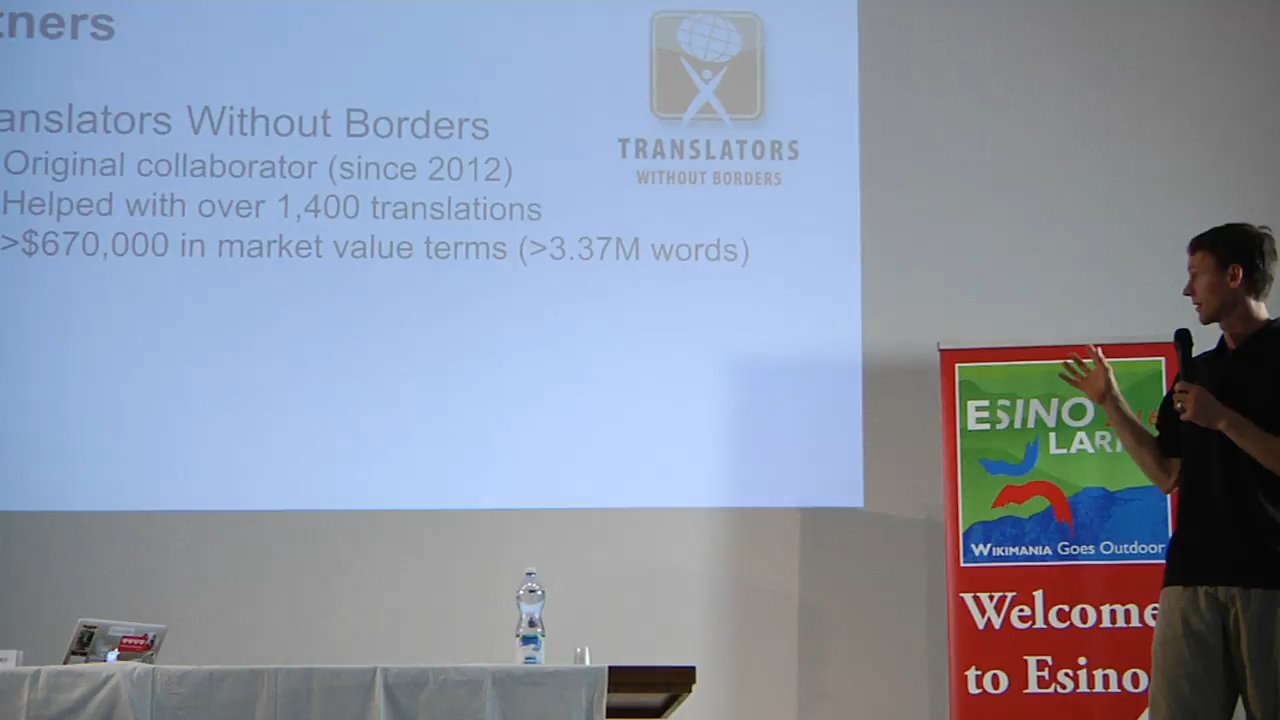 tners
anslators Without Borders
Original collaborator (since 2012)
Helped with over 1,400 translations
>$670,000 in market value terms (>3.37M words)
TRANSLATORS
WITHOUT BORDERS
ESINO
LARI
WIKIMANIA Goes Outdoor
Welcome
to Esino